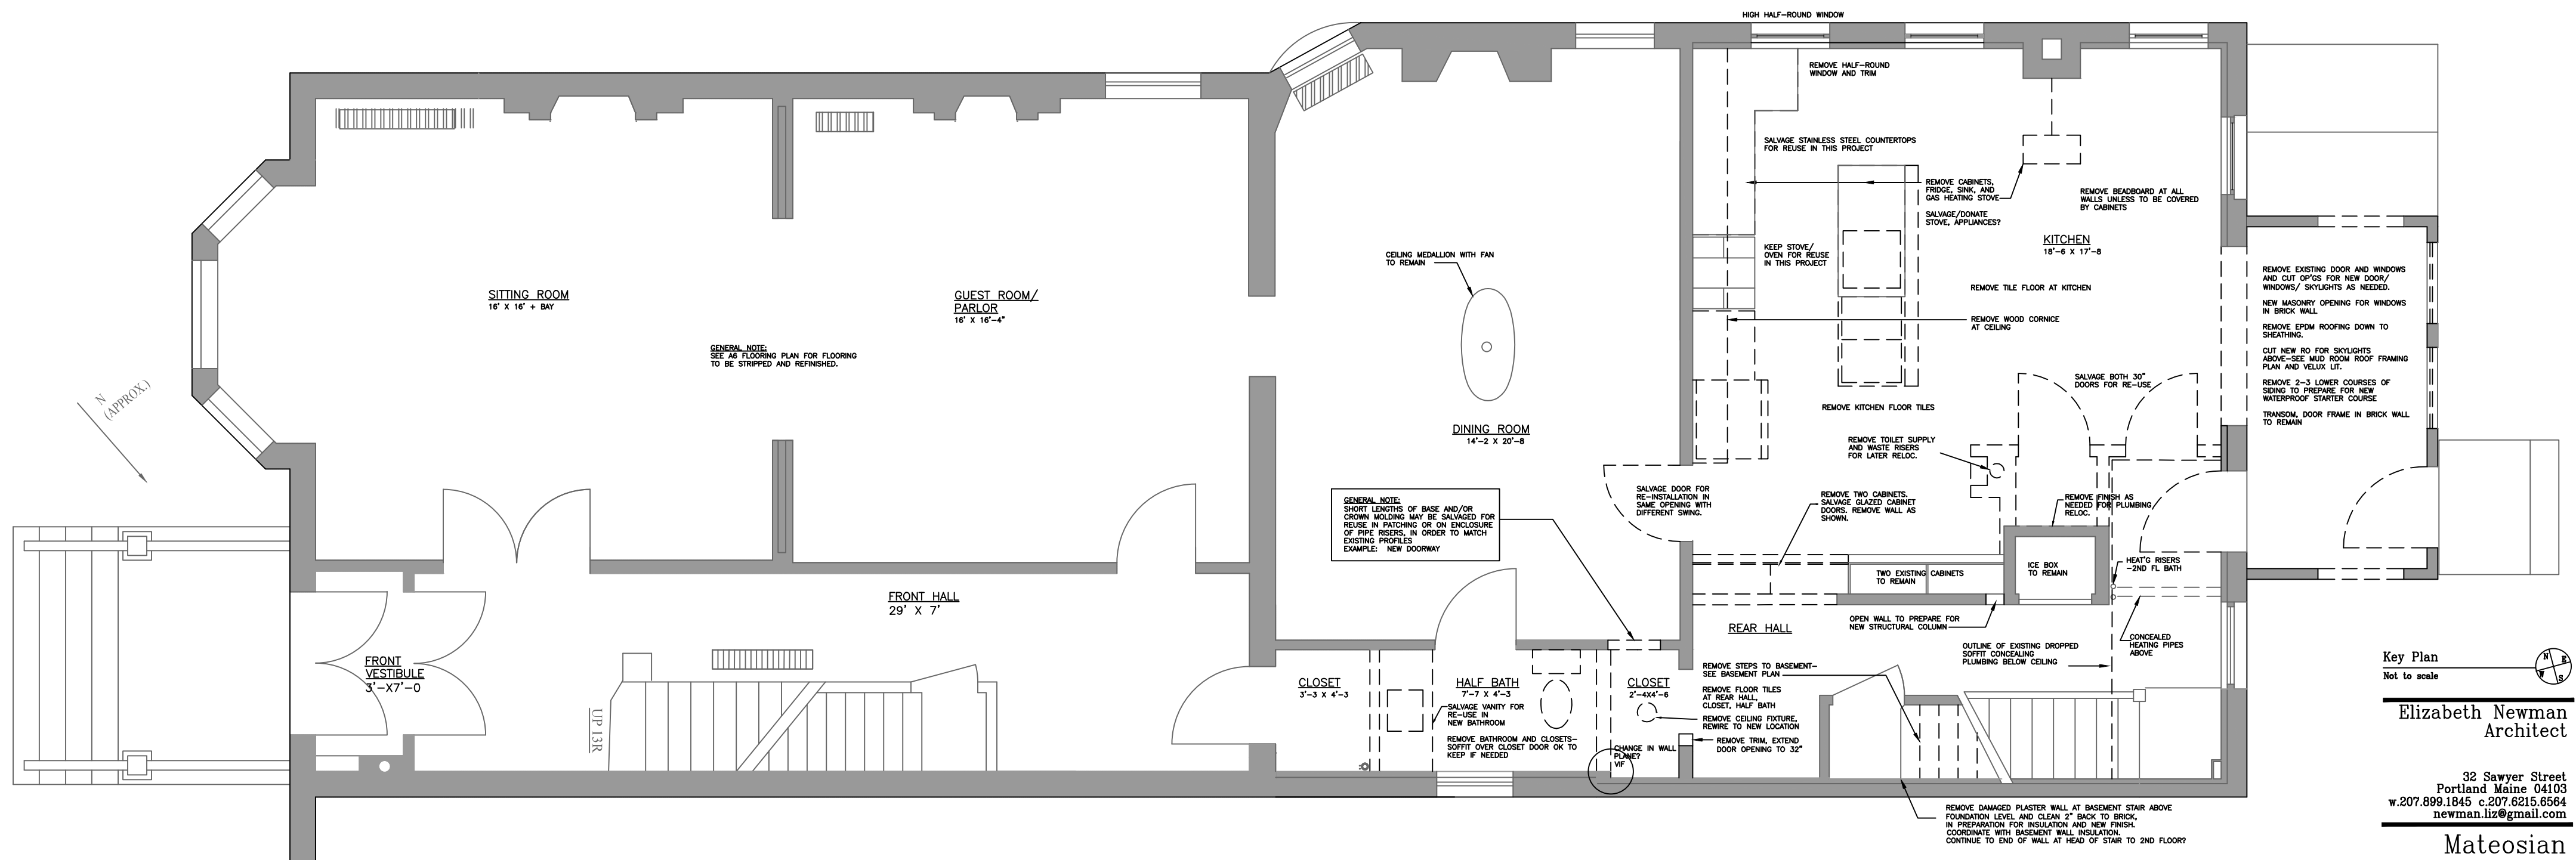 HIGH HALF-ROUND WINDOW
REMOVE HALF-ROUND
WINDOW AND TRIM
SALVAGE STAINLESS STEEL COUNTERTOPS
FOR REUSE IN THIS PROJECT
REMOVE CABINETS,
FRIDGE, SINK, AND
GAS HEATING STOVE
SALVAGE/DONATE
STOVE, APPLIANCES?
REMOVE BEADBOARD AT ALL
WALLS UNLESS TO BE COVERED
BY CABINETS
KITCHEN
18'-6 X 17'-8
KEEP STOVE/
OVEN FOR REUSE
IN THIS PROJECT
CEILING MEDALLION WITH FAN
TO REMAIN
REMOVE TILE FLOOR AT KITCHEN
REMOVE WOOD CORNICE
AT CEILING
REMOVE EXISTING DOOR AND WINDOWS
AND CUT OP'GS FOR NEW DOOR/
WINDOWS/ SKYLIGHTS AS NEEDED.
NEW MASONRY OPENING FOR WINDOWS
IN BRICK WALL
REMOVE EPDM ROOFING DOWN TO
SHEATHING.
CUT NEW RO FOR SKYLIGHTS
ABOVE-SEE MUD ROOM ROOF FRAMING
PLAN AND VELUX LIT.
REMOVE 2-3 LOWER COURSES OF
SIDING TO PREPARE FOR NEW
WATERPROOF STARTER COURSE
TRANSOM, DOOR FRAME IN BRICK WALL
TO REMAIN
SITTING ROOM
16' X 16' + BAY
GUEST ROOM/
PARLOR
16' X 16'-4"
GENERAL NOTE:
SEE A6 FLOORING PLAN FOR FLOORING
TO BE STRIPPED AND REFINISHED.
N
(APPROX.)
DINING ROOM
14'-2 X 20'-8
SALVAGE BOTH 30"
DOORS FOR RE-USE
REMOVE KITCHEN FLOOR TILES
REMOVE TOILET SUPPLY
AND WASTE RISERS
FOR LATER RELOC.
GENERAL NOTE:
SHORT LENGTHS OF BASE AND/OR
CROWN MOLDING MAY BE SALVAGED FOR
REUSE IN PATCHING OR ON ENCLOSURE
OF PIPE RISERS, IN ORDER TO MATCH
EXISTING PROFILES
EXAMPLE: NEW DOORWAY
SALVAGE DOOR FOR
RE-INSTALLATION IN
SAME OPENING WITH
DIFFERENT SWING.
REMOVE TWO CABINETS.
SALVAGE GLAZED CABINET
DOORS. REMOVE WALL AS
SHOWN.
REMOVE FINISH AS
NEEDED FOR PLUMBING
RELOC.
TWO EXISTING CABINETS
TO REMAIN
ICE BOX
TO REMAIN
HEAT'G RISERS
-2ND FL BATH
FRONT HALL
29' X 7'
REAR HALL
OPEN WALL TO PREPARE FOR
NEW STRUCTURAL COLUMN
OUTLINE OF EXISTING DROPPED
SOFFIT CONCEALING
PLUMBING BELOW CEILING
CONCEALED
HEATING PIPES
ABOVE
FRONT
VESTIBULE
3'-X7'-0
UP 13R
CLOSET
3'-3 X 4'-3
HALF BATH
7'-7 X 4'-3
CLOSET
2'-4X4'-6
SALVAGE VANITY FOR
RE-USE IN
NEW BATHROOM
REMOVE BATHROOM AND CLOSETS-
SOFFIT OVER CLOSET DOOR OK TO
KEEP IF NEEDED
REMOVE STEPS TO BASEMENT-
SEE BASEMENT PLAN
REMOVE FLOOR TILES
AT REAR HALL,
CLOSET, HALF BATH
REMOVE CEILING FIXTURE,
REWIRE TO NEW LOCATION
REMOVE TRIM, EXTEND
DOOR OPENING TO 32"
CHANGE IN WALL
PLANE?
VIF
REMOVE DAMAGED PLASTER WALL AT BASEMENT STAIR ABOVE
FOUNDATION LEVEL AND CLEAN 2" BACK TO BRICK,
IN PREPARATION FOR INSULATION AND NEW FINISH.
COORDINATE WITH BASEMENT WALL INSULATION.
CONTINUE TO END OF WALL AT HEAD OF STAIR TO 2ND FLOOR?
Key Plan
Not to scale
N E
W S
Elizabeth Newman
Architect
32 Sawyer Street
Portland Maine 04103
w.207.899.1845 c.207.6215.6564
newman.liz@gmail.com
Mateosian